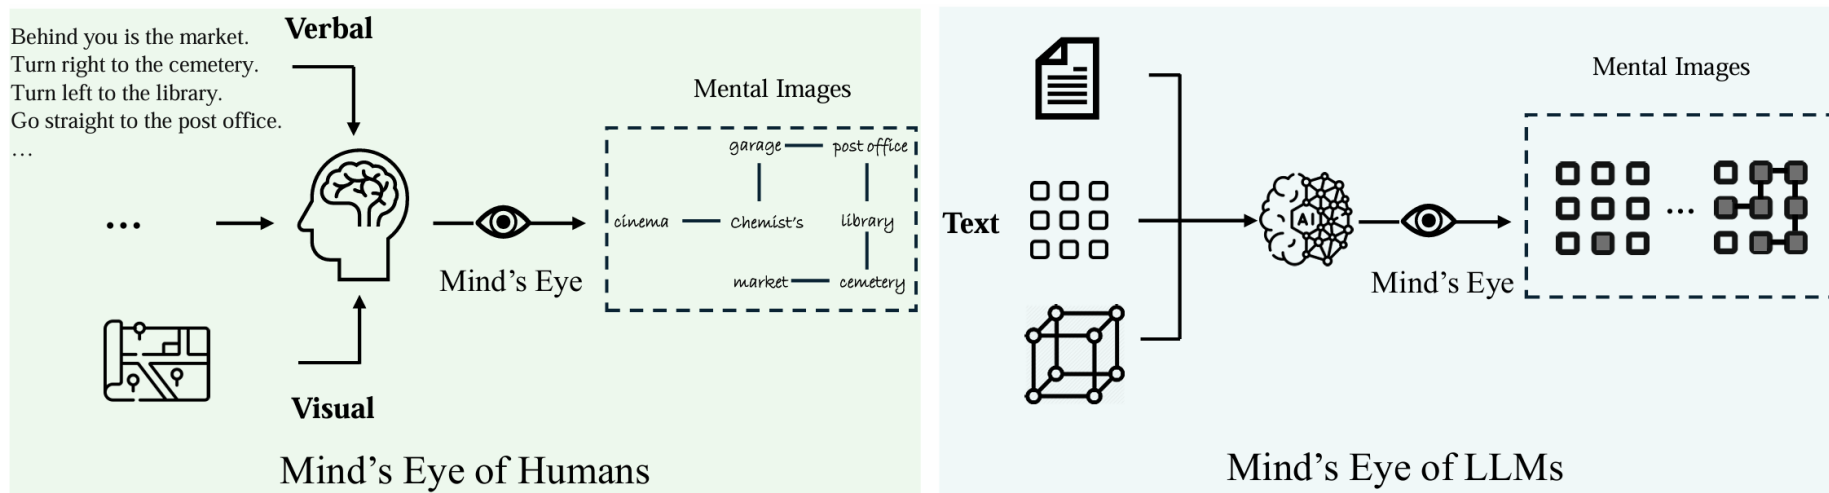 Behind you is the market.
Turn right to the cemetery.
Turn left to the library.
Go straight to the post office.
…
Verbal
...
Visual
Mind's Eye
Mental Images
garage post office
cinema Chemist's library
market cemetery
Mind's Eye of Humans
Text
AI
Mind's Eye
Mental Images
...
Mind's Eye of LLMs